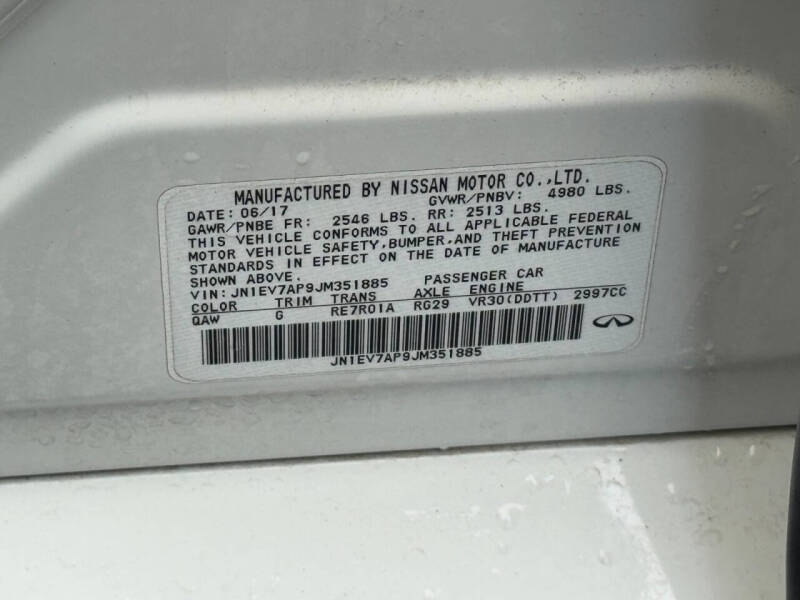 MANUFACTURED BY NISSAN MOTOR CO.,LTD.
DATE: 06/17 GVWR/PNBV: 4980 LBS.
GAWR/PNBE FR: 2546 LBS. RR: 2513 LBS.
THIS VEHICLE CONFORMS TO ALL APPLICABLE FEDERAL
MOTOR VEHICLE SAFETY,BUMPER,AND THEFT PREVENTION
STANDARDS IN EFFECT ON THE DATE OF MANUFACTURE
SHOWN ABOVE.
VIN: JN1EV7AP9JM351885 PASSENGER CAR
COLOR TRIM TRANS AXLE ENGINE
QAW G RE7R01A RG29 VR30(DDTT) 2997CC
JN1EV7AP9JM351885